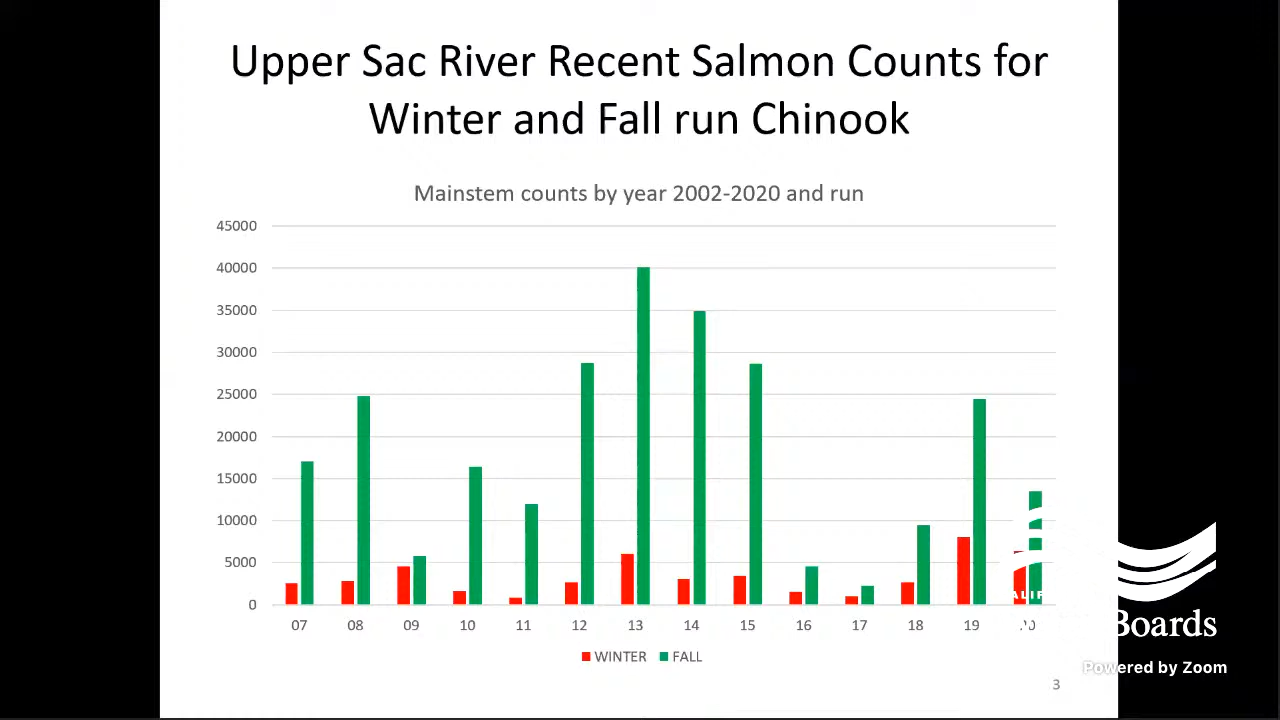 Upper Sac River Recent Salmon Counts for
Winter and Fall run Chinook
Mainstem counts by year 2002-2020 and run
45000
40000
35000
30000
25000
20000
15000
10000
5000
0
07 08 09 10 11 12 13 14 15 16 17 18 19
WINTER FALL
3
Boards
Powered by Zoom